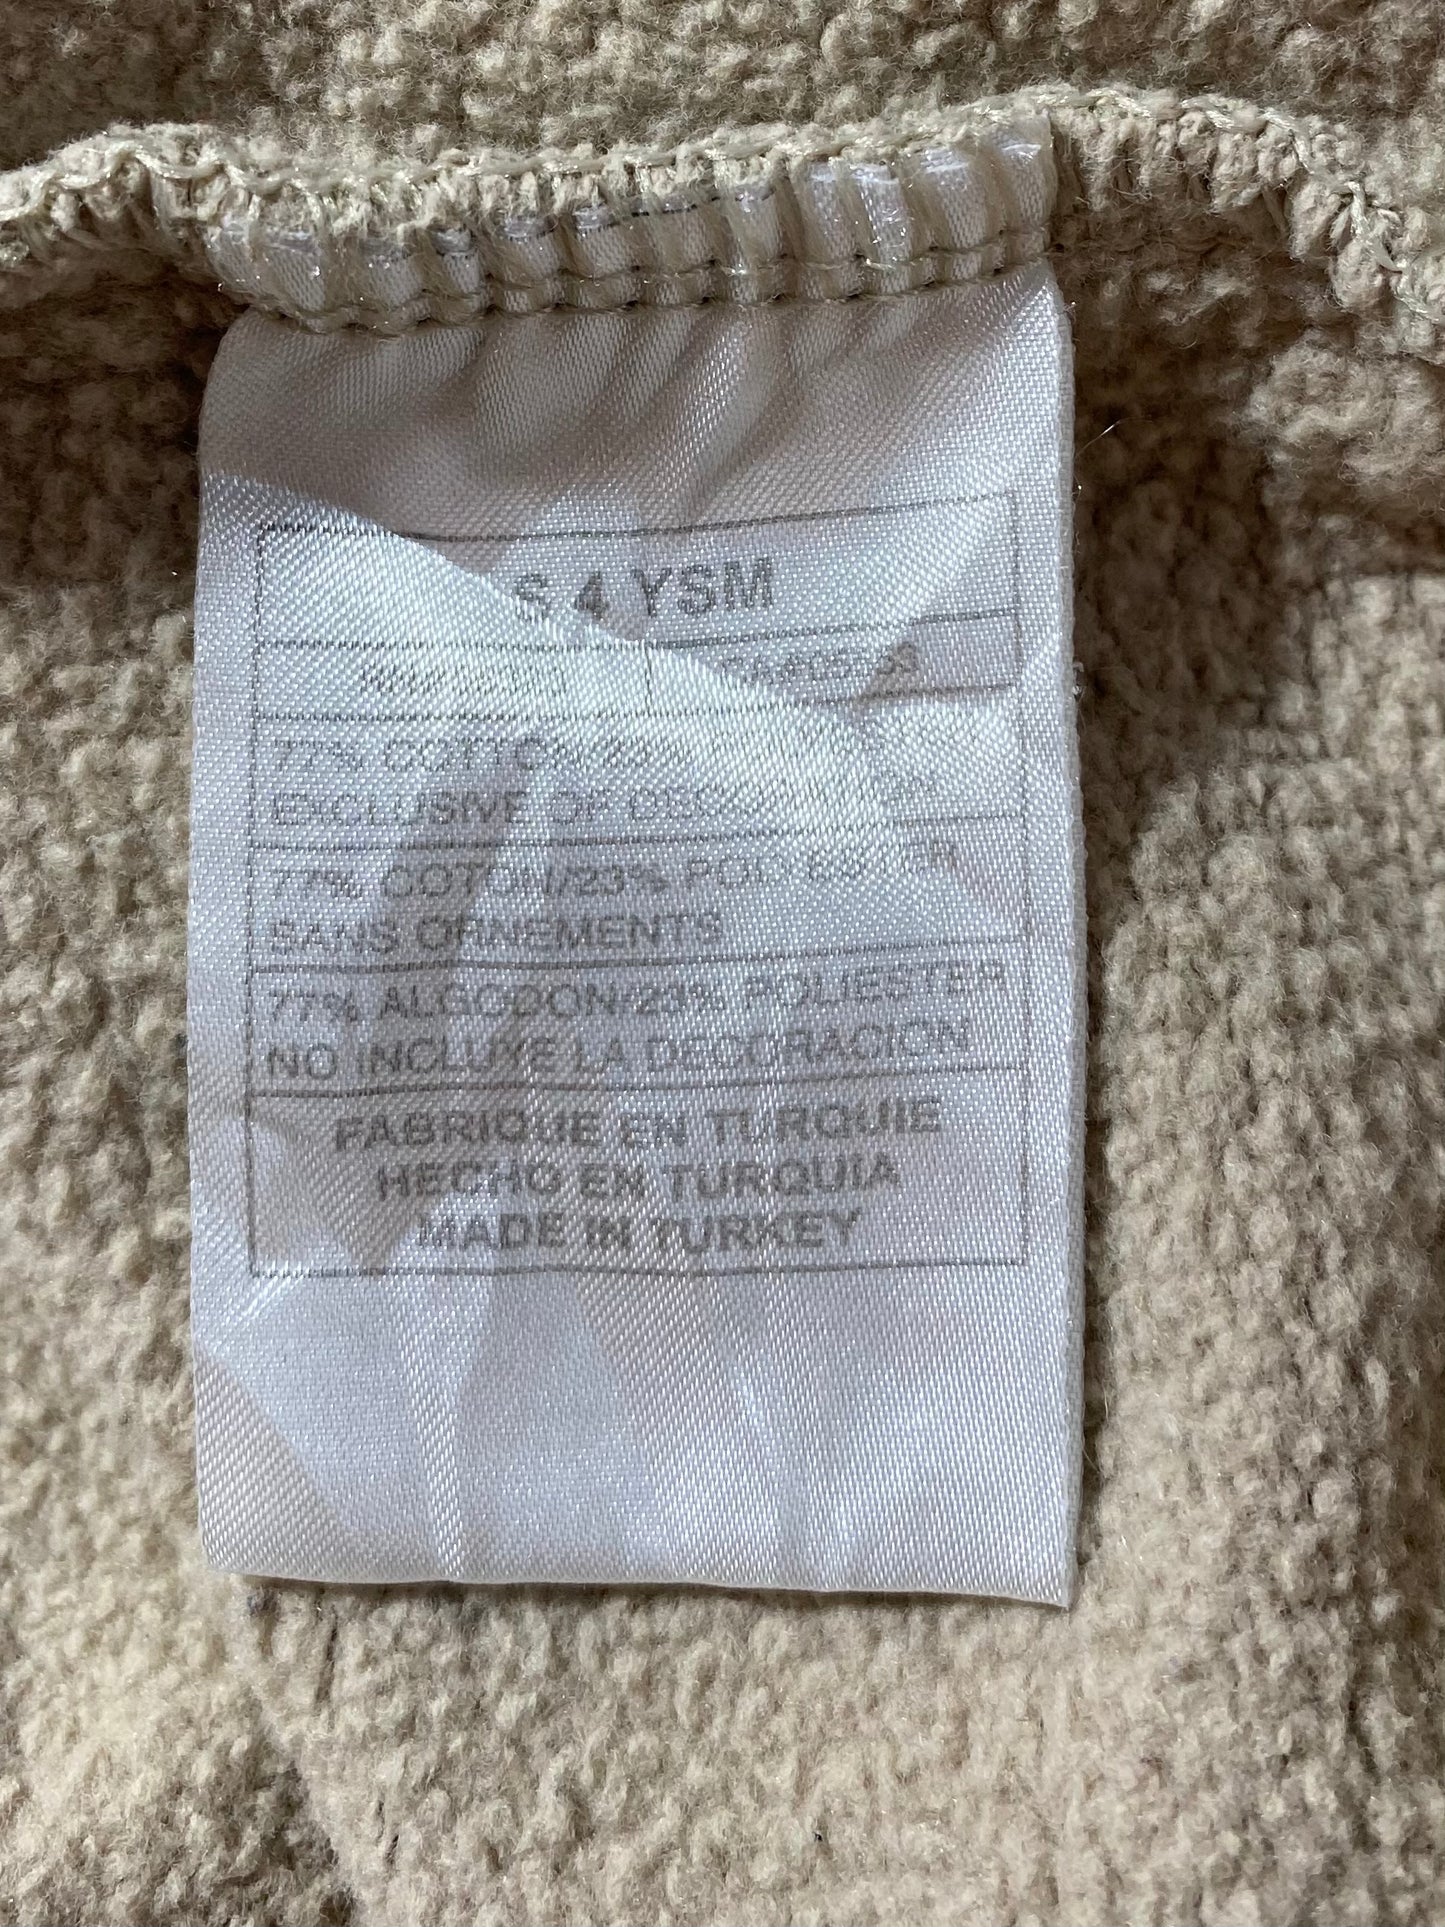 S 4 YSM
77% COTTON/23%
EXCLUSIVE OF DECORATION
77% COTON/23% POLYESTER
SANS ORNEMENTS
77% ALGODON/23% POLIESTER
NO INCLUYE LA DECORACION
FABRIQUE EN TURQUIE
HECHO EN TURQUIA
MADE IN TURKEY